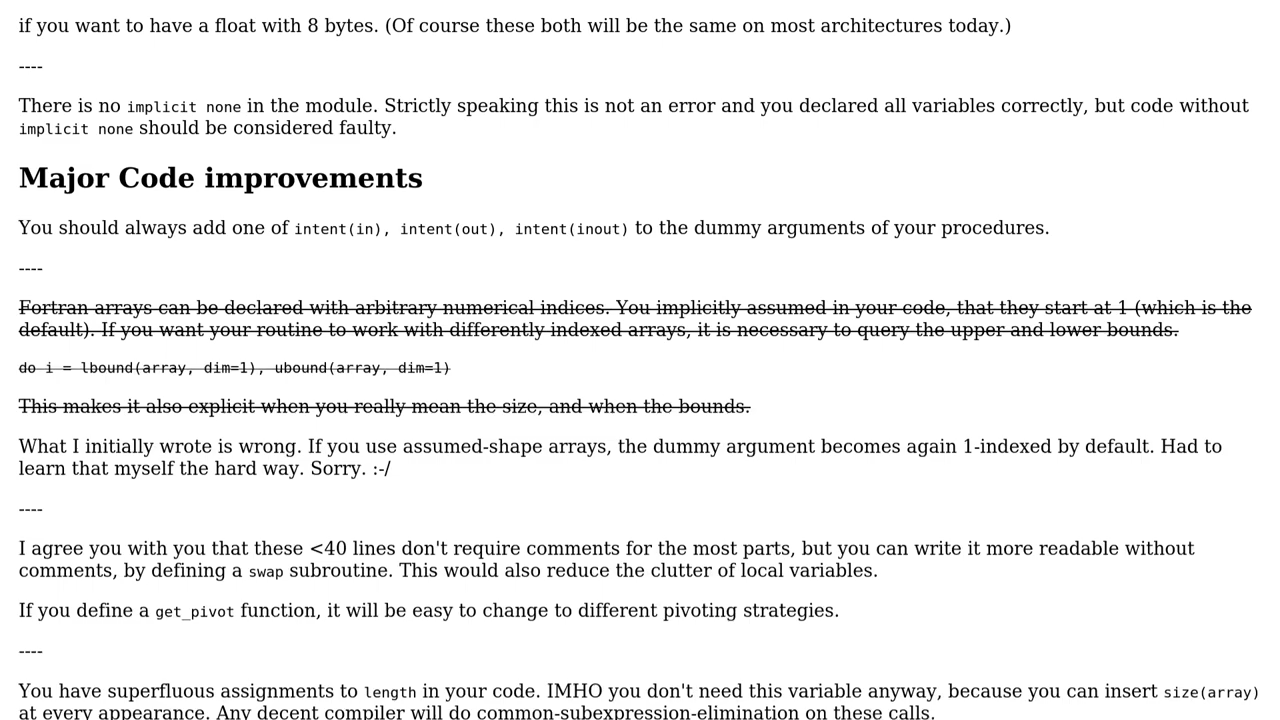 if you want to have a float with 8 bytes. (Of course these both will be the same on most architectures today.)
----
There is no implicit none in the module. Strictly speaking this is not an error and you declared all variables correctly, but code without
implicit none should be considered faulty.
Major Code improvements
You should always add one of intent(in), intent(out), intent(inout) to the dummy arguments of your procedures.
----
Fortran arrays can be declared with arbitrary numerical indices. You implicitly assumed in your code, that they start at 1 (which is the
default). If you want your routine to work with differently indexed arrays, it is necessary to query the upper and lower bounds.
do i = lbound(array, dim=1), ubound(array, dim=1)
This makes it also explicit when you really mean the size, and when the bounds.
What I initially wrote is wrong. If you use assumed-shape arrays, the dummy argument becomes again 1-indexed by default. Had to
learn that myself the hard way. Sorry. :-/
----
I agree you with you that these <40 lines don't require comments for the most parts, but you can write it more readable without
comments, by defining a swap subroutine. This would also reduce the clutter of local variables.
If you define a get_pivot function, it will be easy to change to different pivoting strategies.
----
You have superfluous assignments to length in your code. IMHO you don't need this variable anyway, because you can insert size(array)
at every appearance. Any decent compiler will do common-subexpression-elimination on these calls.